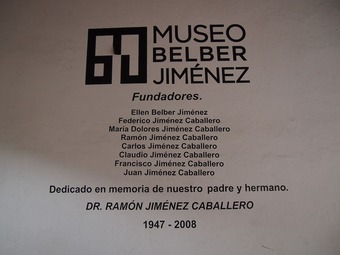 MUSEO
BELBER
JIMÉNEZ
Fundadores.
Ellen Belber Jiménez
Federico Jiménez Caballero
María Dolores Jiménez Caballero
Ramón Jiménez Caballero
Carlos Jiménez Caballero
Claudio Jiménez Caballero
Francisco Jiménez Caballero
Juan Jiménez Caballero
Dedicado en memoria de nuestro padre y hermano.
DR. RAMÓN JIMÉNEZ CABALLERO
1947 - 2008